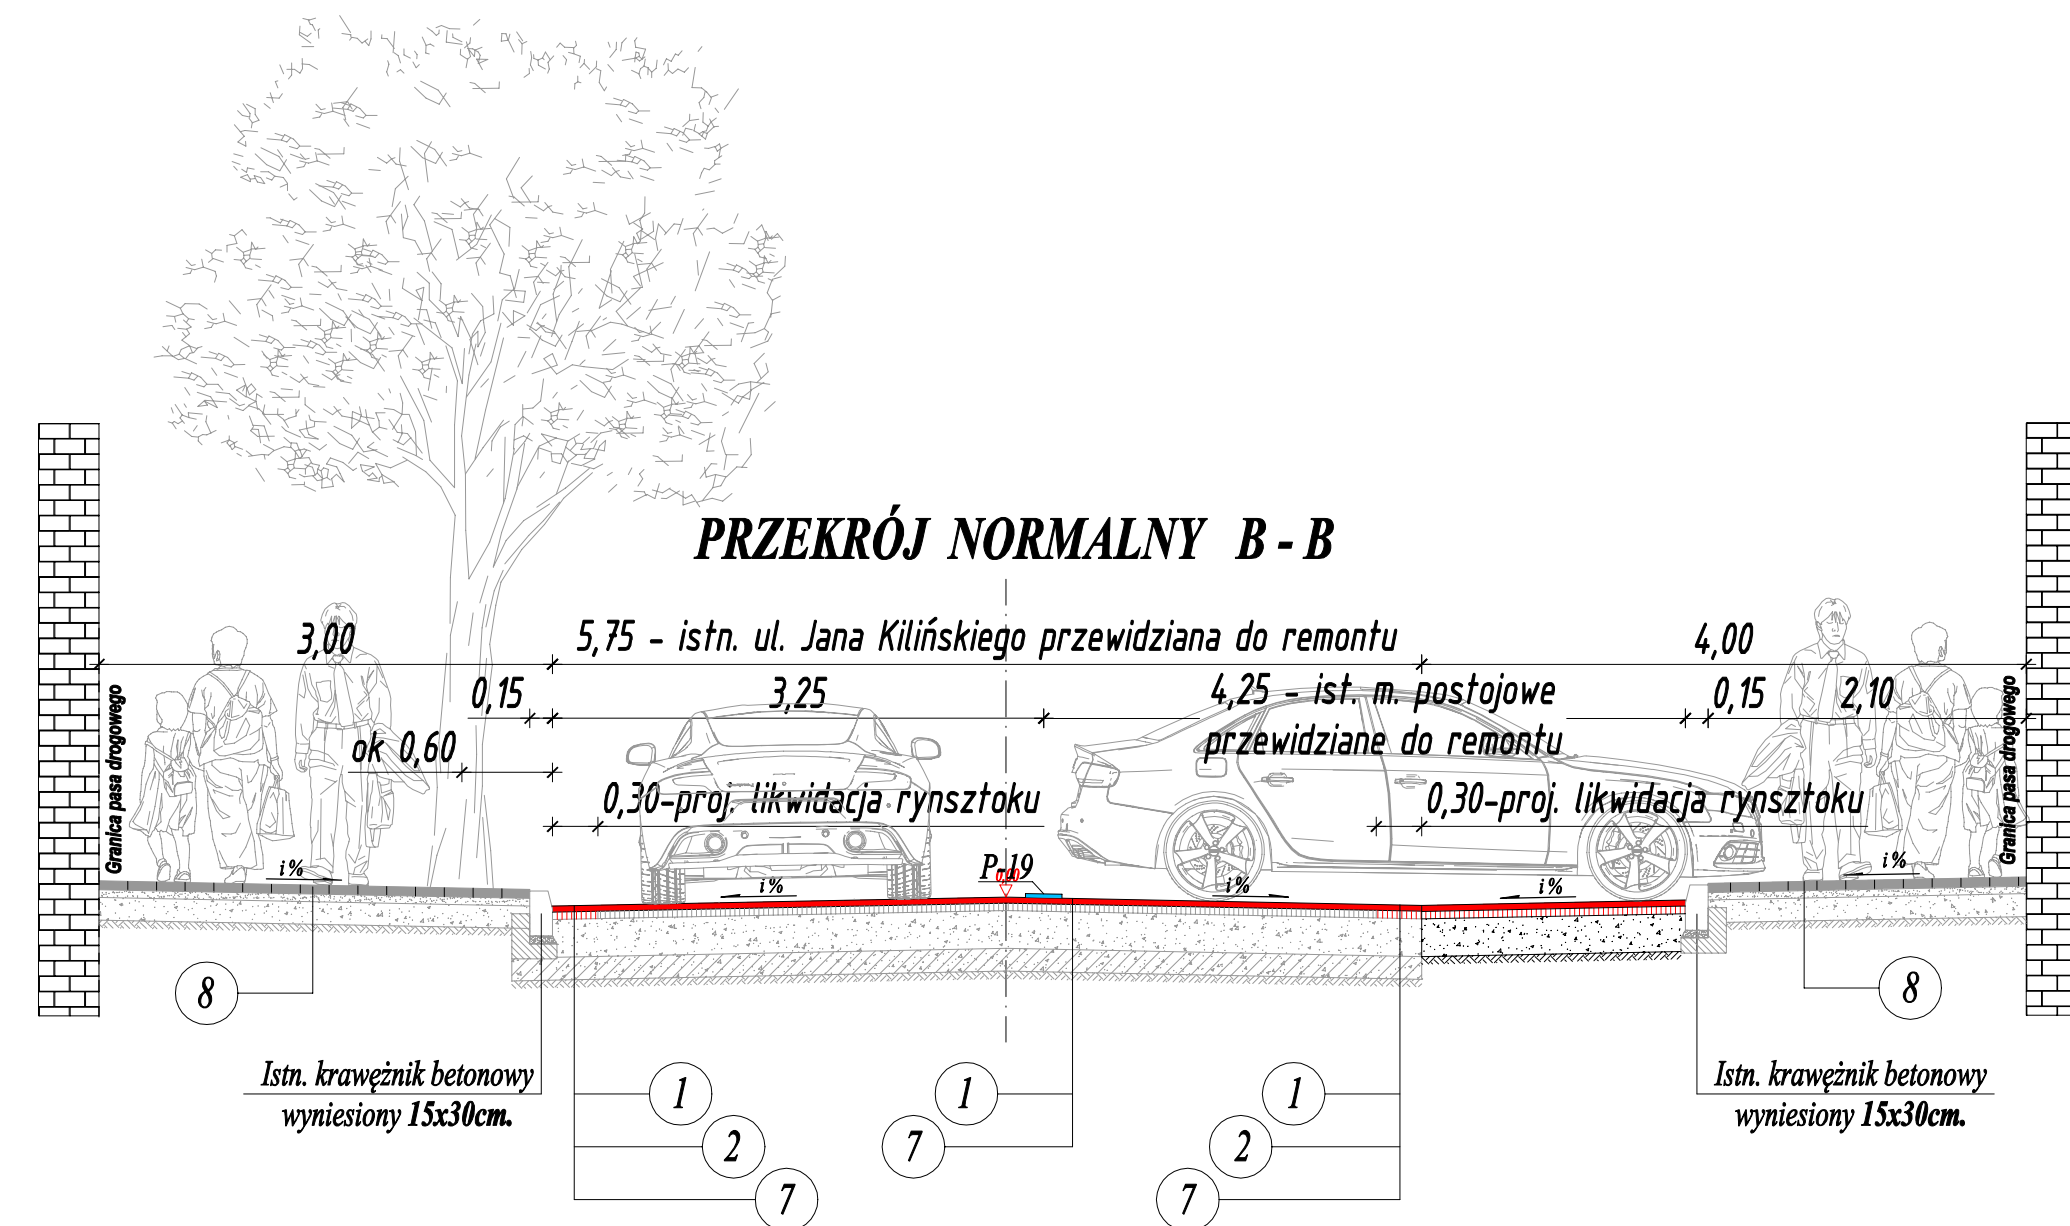 PRZEKRÓJ NORMALNY B - B
3,00
5,75 - istn. ul. Jana Kilińskiego przewidziana do remontu
4,00
0,15
3,25
4,25 - ist. m. postojowe
przewidziane do remontu
0,15
2,10
ok 0,60
0,30-proj. likwidacja rynsztoku
0,30-proj. likwidacja rynsztoku
Granica pasa drogowego
Granica pasa drogowego
i%
i%
P-19
0,00
i%
i%
i%
8
8
Istn. krawężnik betonowy
wyniesiony 15x30cm.
1
2
7
1
7
1
2
7
Istn. krawężnik betonowy
wyniesiony 15x30cm.